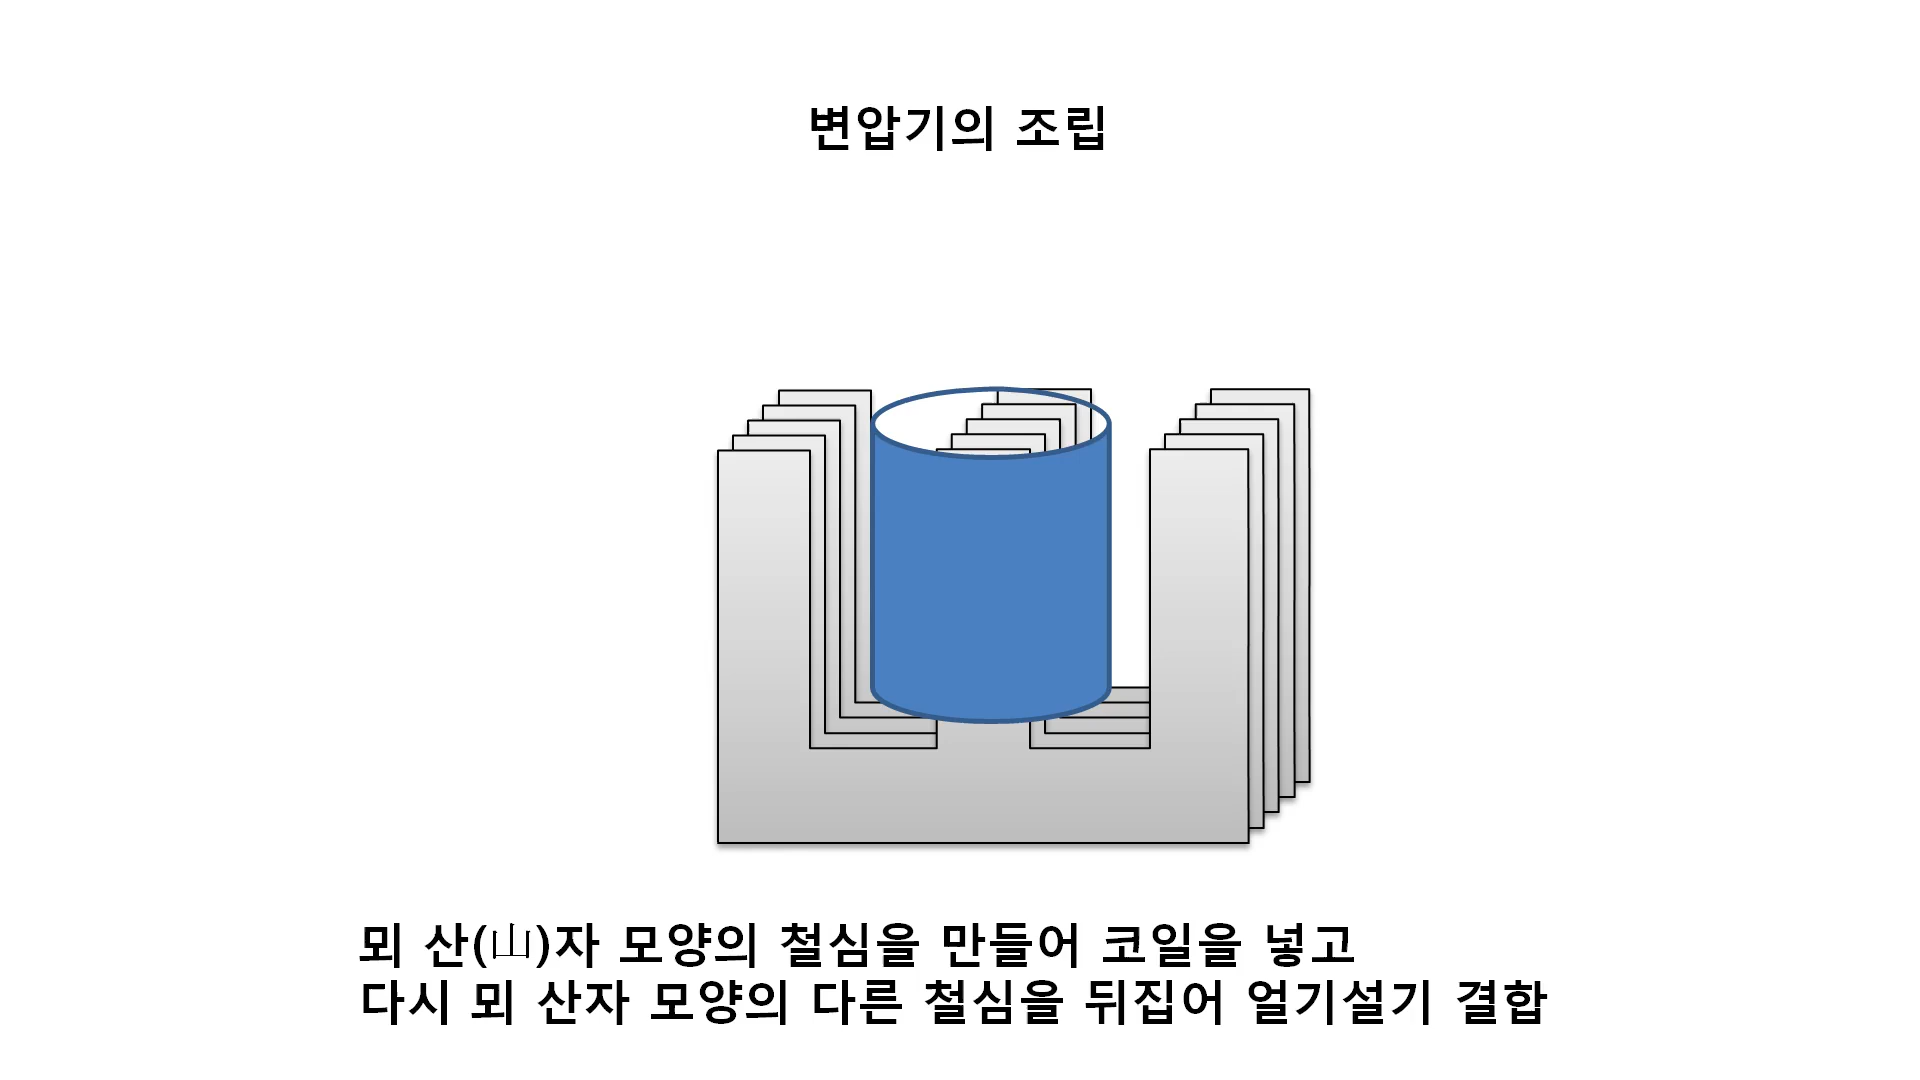 변압기의 조립
뫼 산(山)자 모양의 철심을 만들어 코일을 넣고
다시 뫼 산자 모양의 다른 철심을 뒤집어 얼기설기 결합